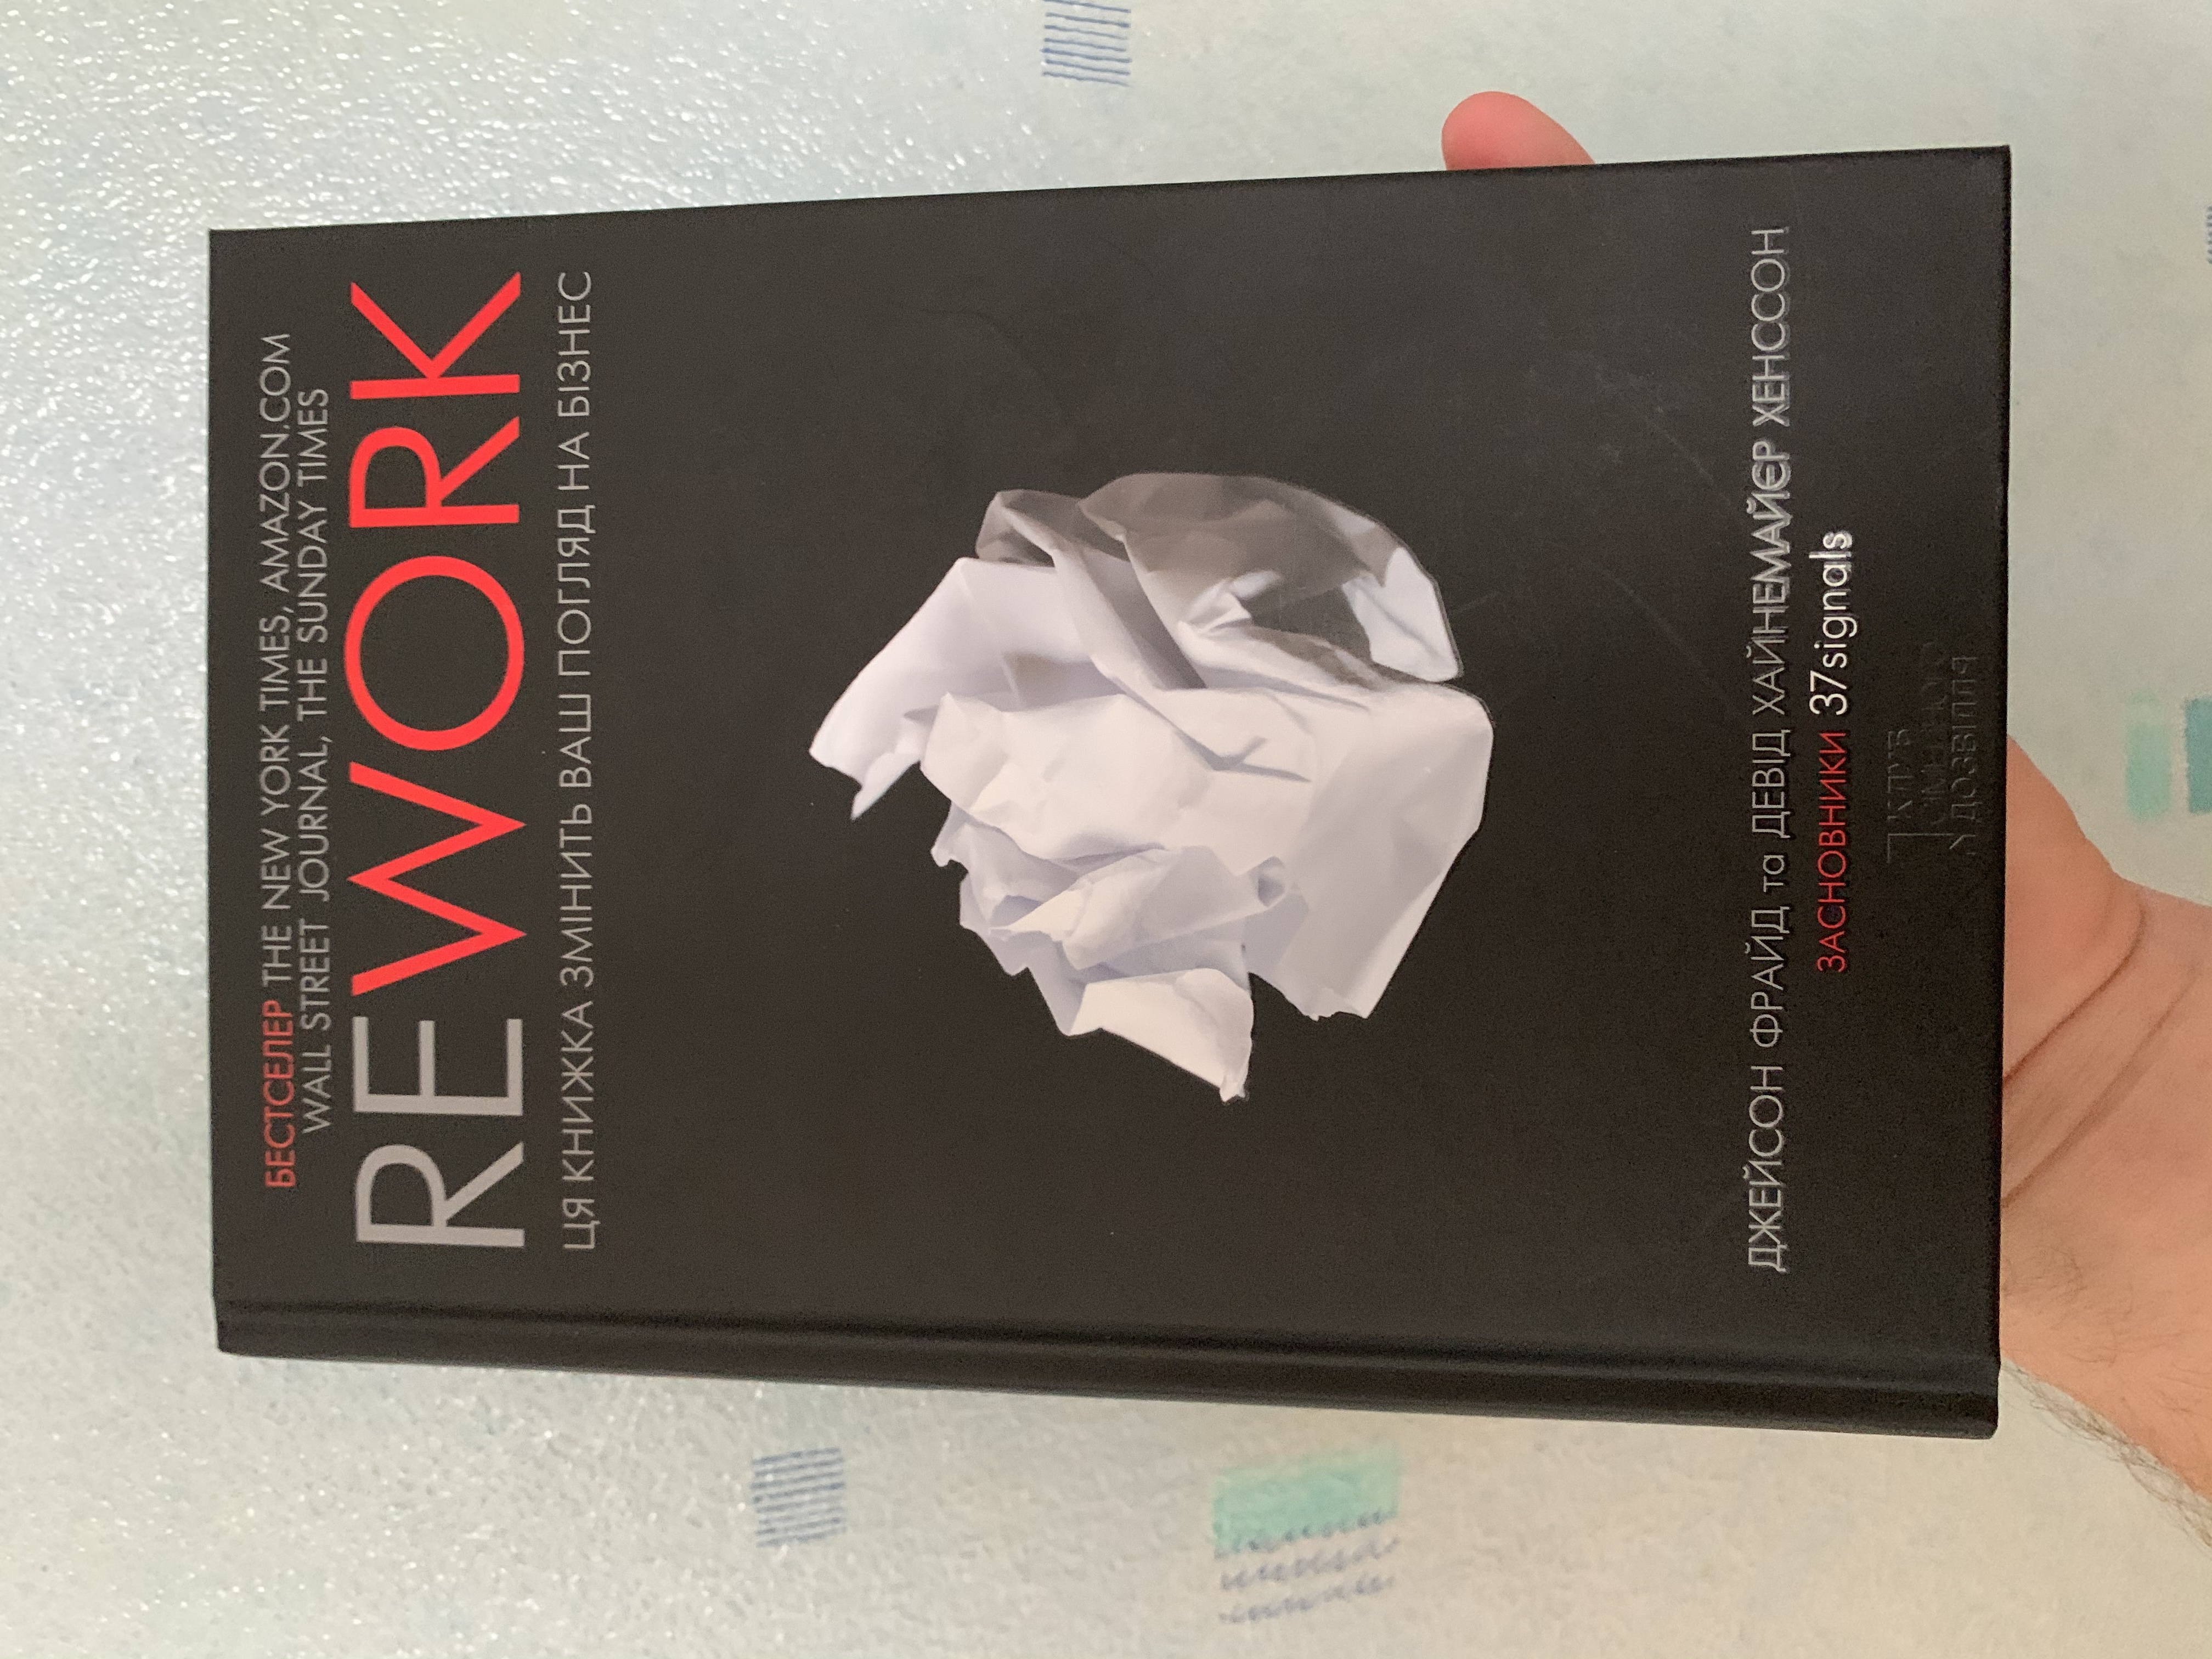 БЕСТСЕЛЕР THE NEW YORK TIMES, AMAZON.COM
WALL STREET JOURNAL, THE SUNDAY TIMES
REWORK
ЦЯ КНИЖКА ЗМІНИТЬ ВАШ ПОГЛЯД НА БІЗНЕС
ДЖЕЙСОН ФРАЙД та ДЕВІД ХАЙНЕМАЙЄР ХЕНССОН
ЗАСНОВНИКИ 37signals
КЛУБ
СІМЕЙНОГО
ДОЗВІЛЛЯ